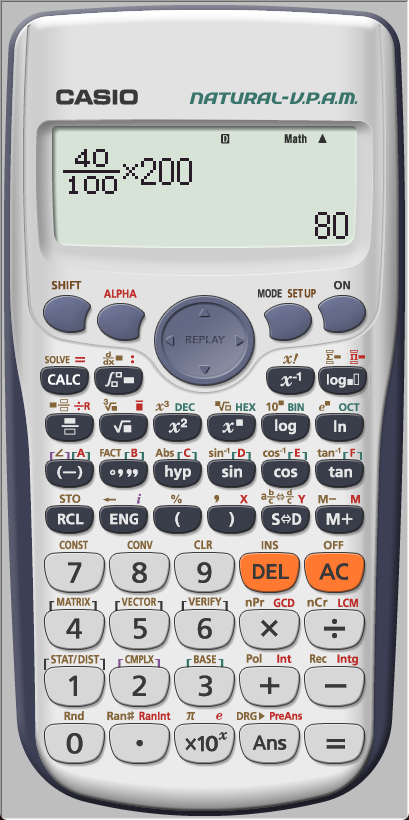 CASIO NATURAL-V.P.A.M.
D Math ▲
40/100×200
80
SHIFT ALPHA MODE SETUP ON
REPLAY
SOLVE = d/dx■ : x! Σ■ Π■
CALC ∫■ x⁻¹ log■□
■■/■ ÷R ³√■ ■̄ x³ DEC ■√□ HEX 10■ BIN e■ OCT
■/□ √■ x² x■ log ln
∠ A FACT B Abs C sin⁻¹ D cos⁻¹ E tan⁻¹ F
(−) °,,, hyp sin cos tan
STO ← i % , X a b/c⇔d/c Y M− M
RCL ENG ( ) S⇔D M+
CONST CONV CLR INS OFF
7 8 9 DEL AC
MATRIX VECTOR VERIFY nPr GCD nCr LCM
4 5 6 × ÷
STAT/DIST CMPLX BASE Pol Int Rec Intg
1 2 3 + −
Rnd Ran# RanInt π e DRG▶ PreAns
0 . ×10ˣ Ans =